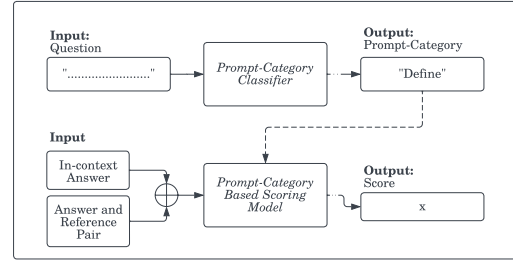 Input:
Question
"........................"
Prompt-Category
Classifier
Output:
Prompt-Category
"Define"
Input
In-context
Answer
Answer and
Reference
Pair
Prompt-Category
Based Scoring
Model
Output:
Score
x